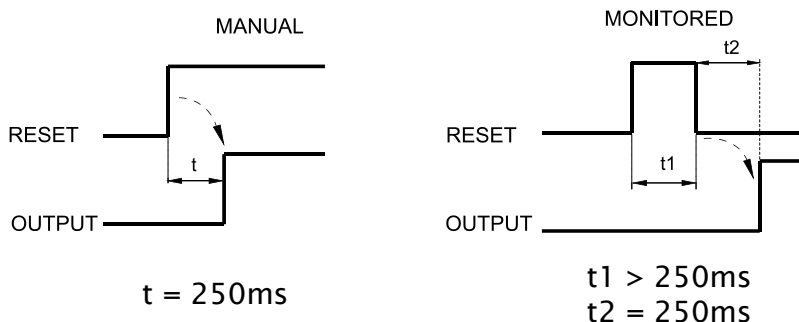 MANUAL
RESET
t
OUTPUT
t = 250ms
MONITORED
t2
RESET
t1
OUTPUT
t1 > 250ms
t2 = 250ms